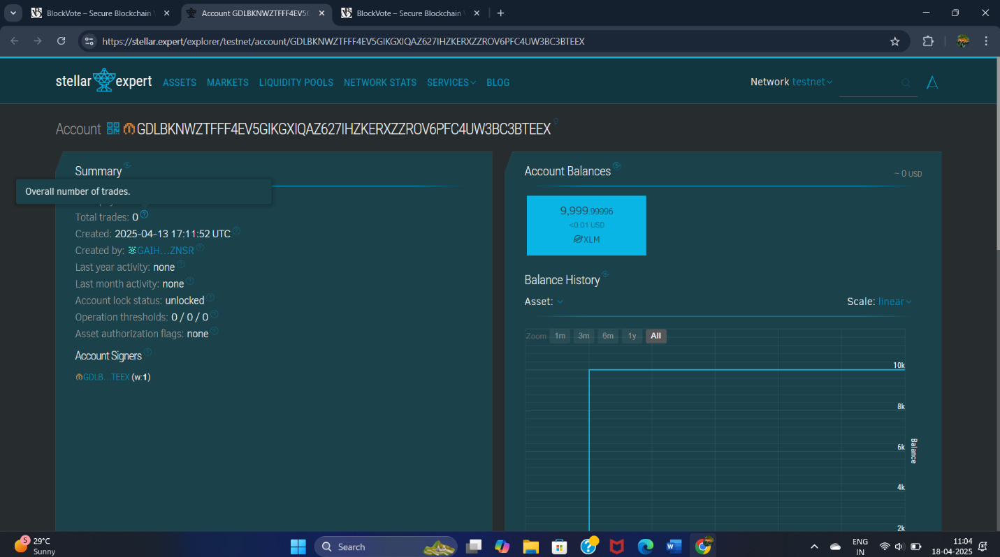 BlockVote – Secure Blockchain
Account GDLBKNWZTFFF4EV5G
BlockVote – Secure Blockchain
https://stellar.expert/explorer/testnet/account/GDLBKNWZTFFF4EV5GIKGXIQAZ627IHZKERXZZROV6PFC4UW3BC3BTEEX
stellar expert ASSETS MARKETS LIQUIDITY POOLS NETWORK STATS SERVICES BLOG
Network testnet
Account GDLBKNWZTFFF4EV5GIKGXIQAZ627IHZKERXZZROV6PFC4UW3BC3BTEEX
Summary
Overall number of trades.
Total trades: 0
Created: 2025-04-13 17:11:52 UTC
Created by: GAIH…ZNSR
Last year activity: none
Last month activity: none
Account lock status: unlocked
Operation thresholds: 0 / 0 / 0
Asset authorization flags: none
Account Signers
GDLB…TEEX (w:1)
Account Balances
~ 0 USD
9,999.99996
<0.01 USD
XLM
Balance History
Asset:
Scale: linear
Zoom 1m 3m 6m 1y All
10k
8k
6k
4k
2k
Balance
5
29°C
Sunny
Search
ENG
IN
11:04
18-04-2025